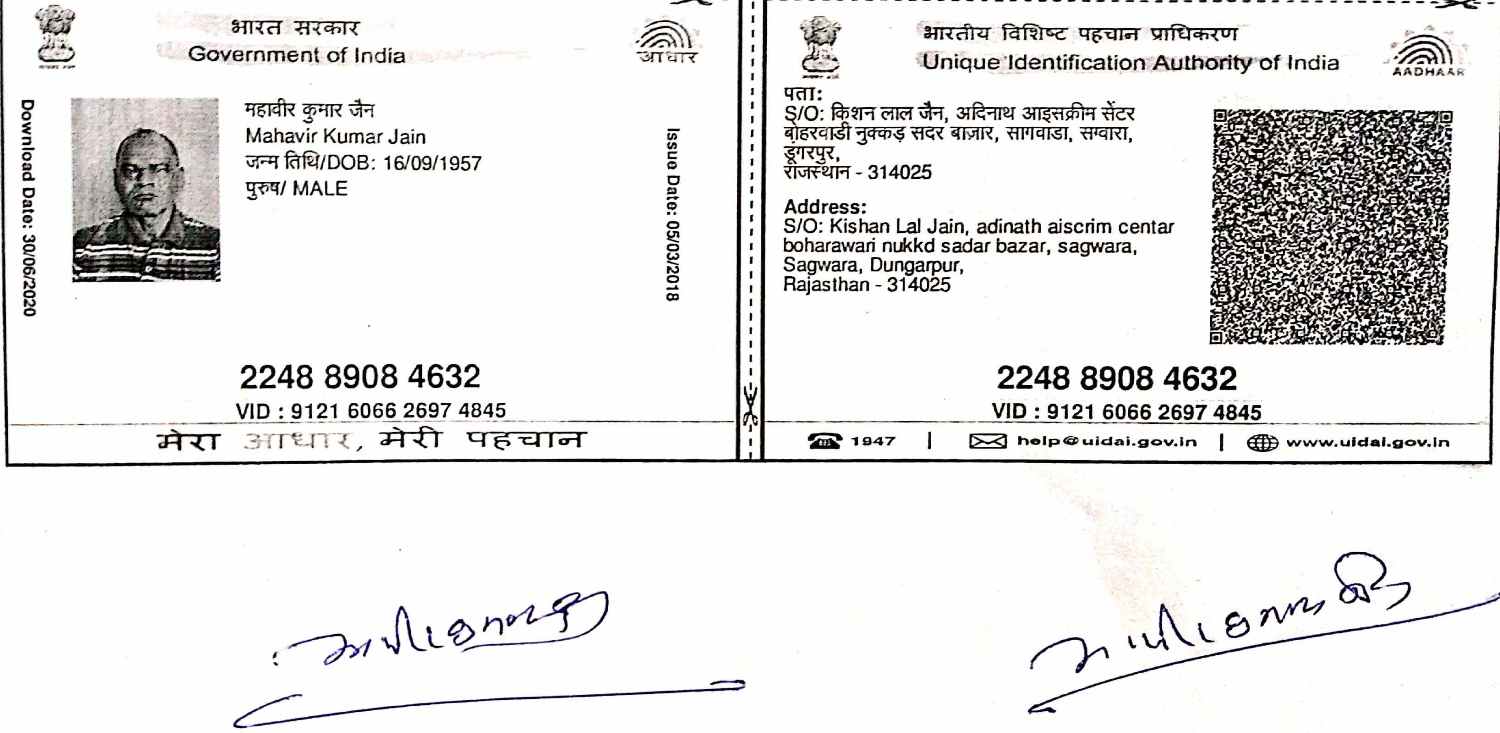 भारत सरकार
Government of India
आधार
Download Date: 30/06/2020
महावीर कुमार जैन
Mahavir Kumar Jain
जन्म तिथि/DOB: 16/09/1957
पुरुष/ MALE
Issue Date: 05/03/2018
2248 8908 4632
VID : 9121 6066 2697 4845
मेरा आधार, मेरी पहचान
भारतीय विशिष्ट पहचान प्राधिकरण
Unique Identification Authority of India
AADHAAR
पता:
S/O: किशन लाल जैन, अदिनाथ आइसक्रीम सेंटर
बोहरवाडी नुक्कड़ सदर बाज़ार, सागवाडा, सग्वारा,
डूंगरपुर,
राजस्थान - 314025
Address:
S/O: Kishan Lal Jain, adinath aiscrim centar
boharawari nukkd sadar bazar, sagwara,
Sagwara, Dungarpur,
Rajasthan - 314025
2248 8908 4632
VID : 9121 6066 2697 4845
1947 | help@uidai.gov.in | www.uidai.gov.in